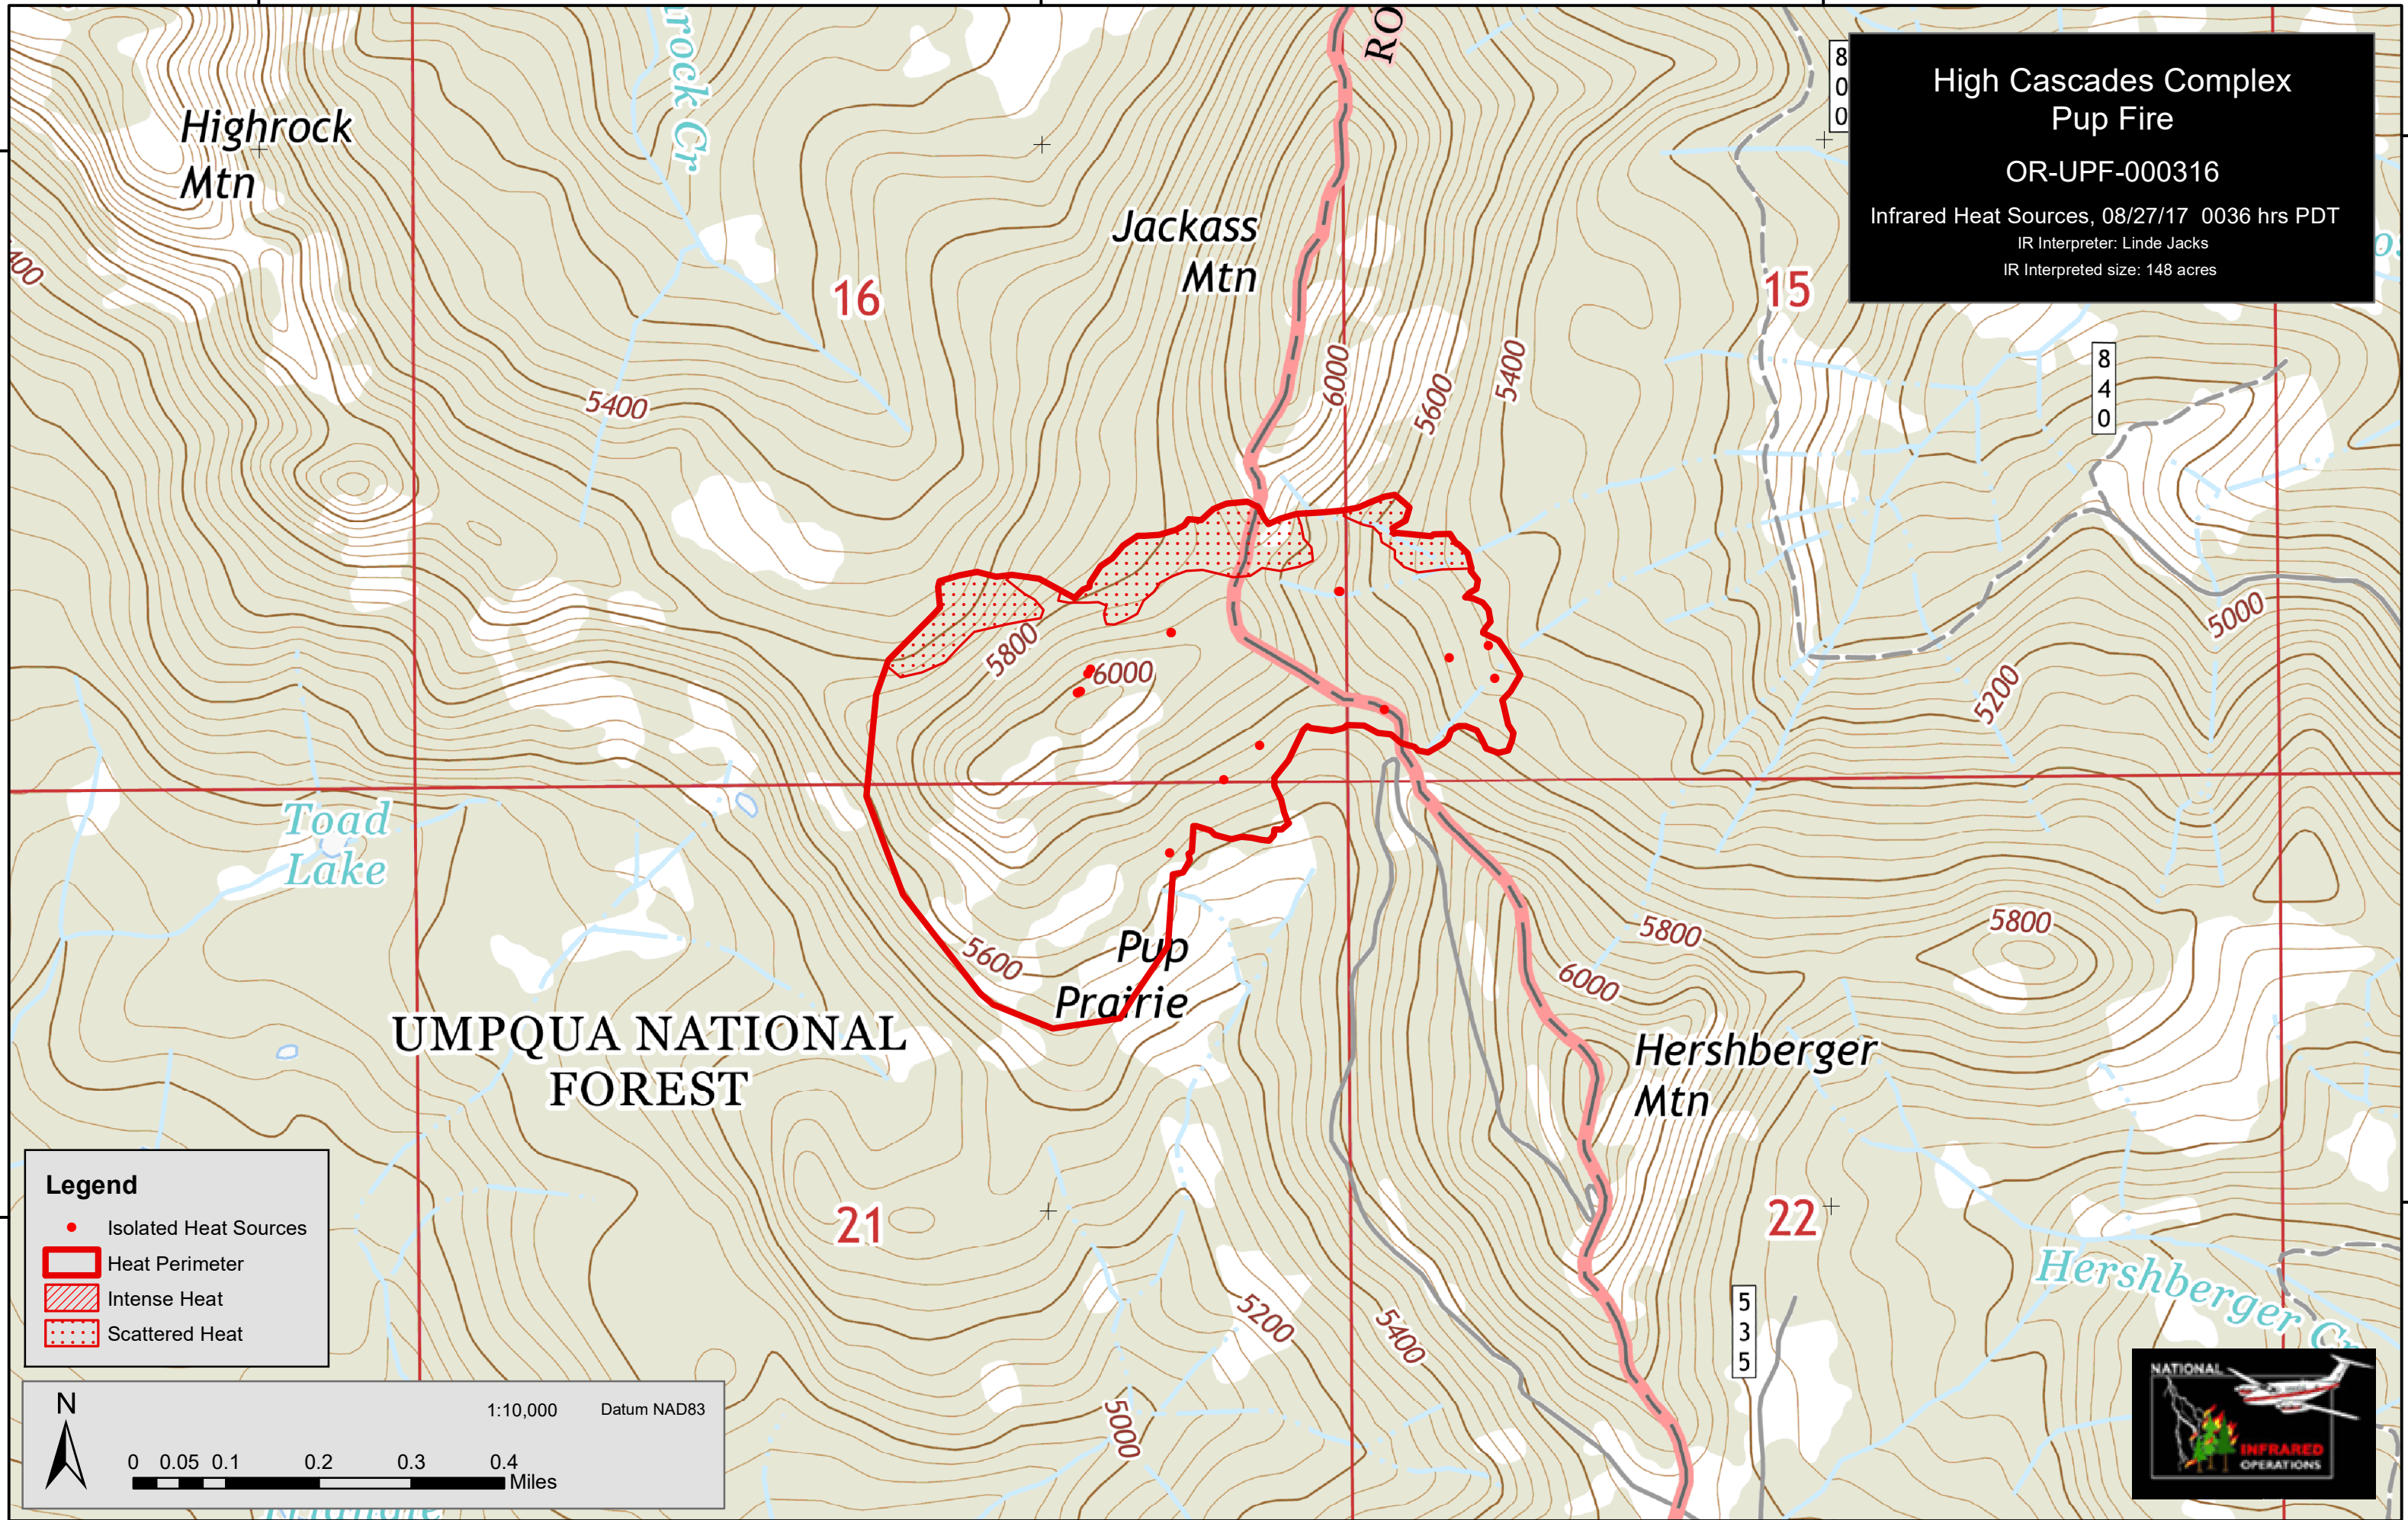 High Cascades Complex
Pup Fire
OR-UPF-000316
Infrared Heat Sources, 08/27/17 0036 hrs PDT
IR Interpreter: Linde Jacks
IR Interpreted size: 148 acres
Highrock
Mtn
Jackass
Mtn
16
15
800
840
5400
6000
5600
5400
5000
5200
5800
6000
Toad
Lake
5600
Pup
Prairie
5800
5800
6000
UMPQUA NATIONAL
FOREST
Hershberger
Mtn
21
22
Hershberger Cr
5200
5400
535
5000
Legend
Isolated Heat Sources
Heat Perimeter
Intense Heat
Scattered Heat
N
1:10,000
Datum NAD83
0 0.05 0.1 0.2 0.3 0.4
Miles
NATIONAL
INFRARED
OPERATIONS